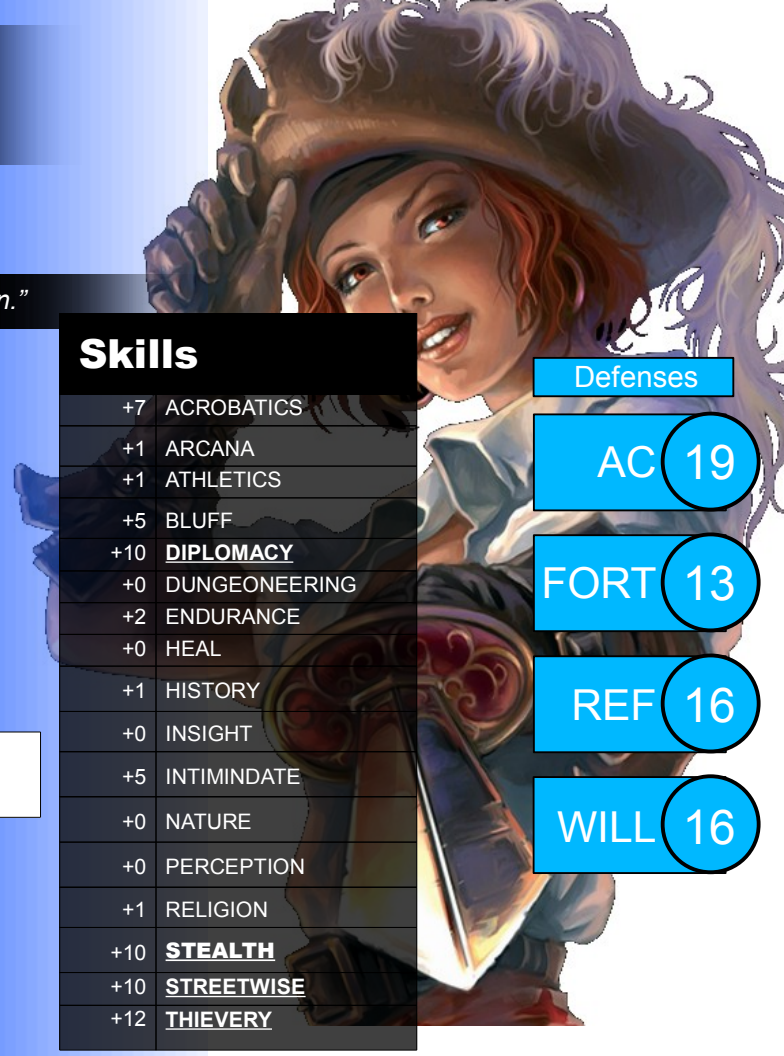 n.”
Skills
+7 ACROBATICS
+1 ARCANA
+1 ATHLETICS
+5 BLUFF
+10 DIPLOMACY
+0 DUNGEONEERING
+2 ENDURANCE
+0 HEAL
+1 HISTORY
+0 INSIGHT
+5 INTIMINDATE
+0 NATURE
+0 PERCEPTION
+1 RELIGION
+10 STEALTH
+10 STREETWISE
+12 THIEVERY
Defenses
AC 19
FORT 13
REF 16
WILL 16